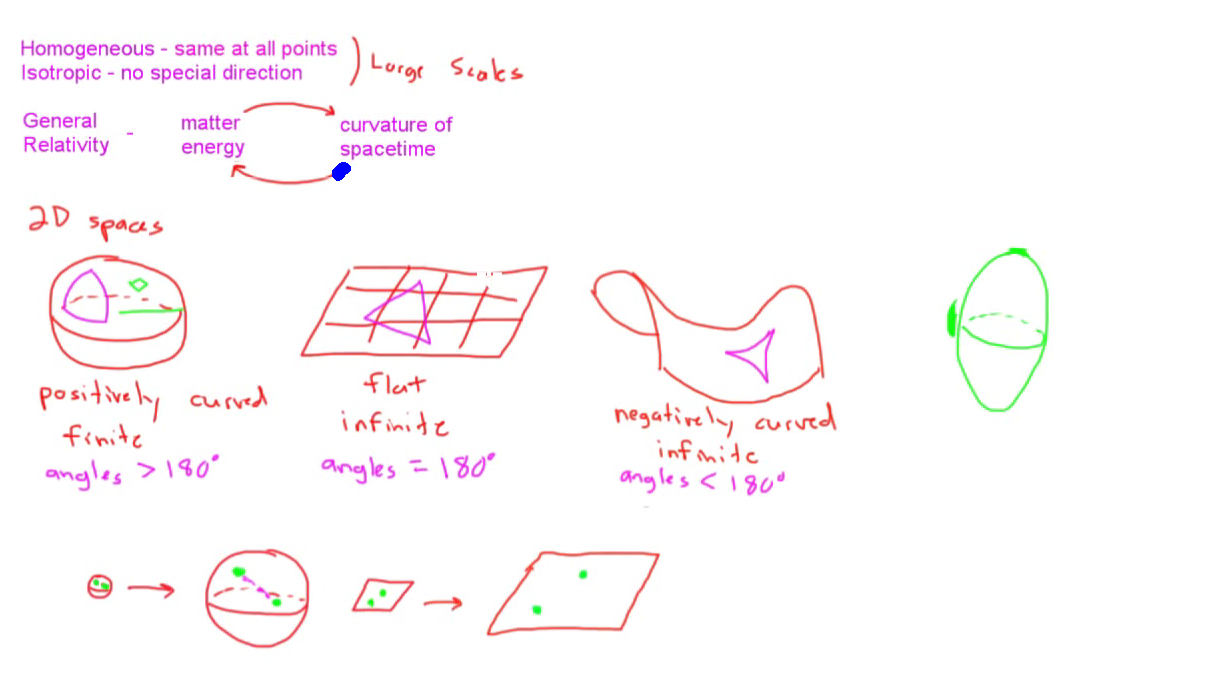 Homogeneous - same at all points
Isotropic - no special direction
Large Scales
General
Relativity -
matter
energy
curvature of
spacetime
2D spaces
positively curved
finite
angles > 180°
flat
infinite
angles = 180°
negatively curved
infinite
angles < 180°